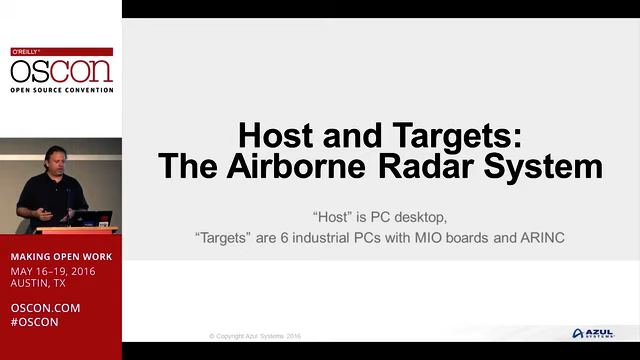 O'REILLY®
OSCON
OPEN SOURCE CONVENTION
MAKING OPEN WORK
MAY 16–19, 2016
AUSTIN, TX
OSCON.COM
#OSCON
Host and Targets:
The Airborne Radar System
“Host” is PC desktop,
“Targets” are 6 industrial PCs with MIO boards and ARINC
© Copyright Azul Systems 2016
AZUL
SYSTEMS